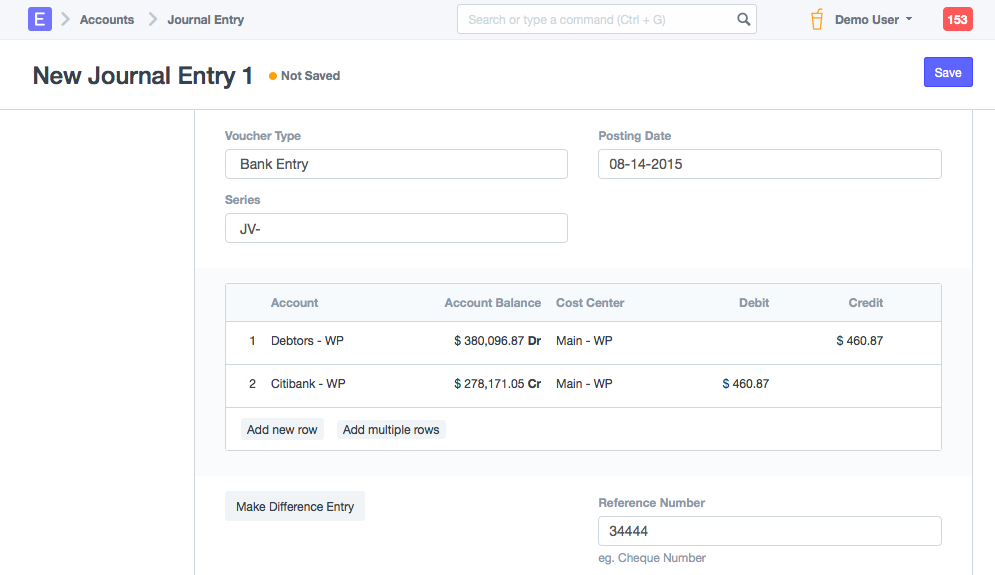 E Accounts Journal Entry Search or type a command (Ctrl + G) Demo User 153
New Journal Entry 1 Not Saved Save
Voucher Type Posting Date
Bank Entry 08-14-2015
Series
JV-
Account Account Balance Cost Center Debit Credit
1 Debtors - WP $ 380,096.87 Dr Main - WP $ 460.87
2 Citibank - WP $ 278,171.05 Cr Main - WP $ 460.87
Add new row Add multiple rows
Make Difference Entry Reference Number
34444
eg. Cheque Number